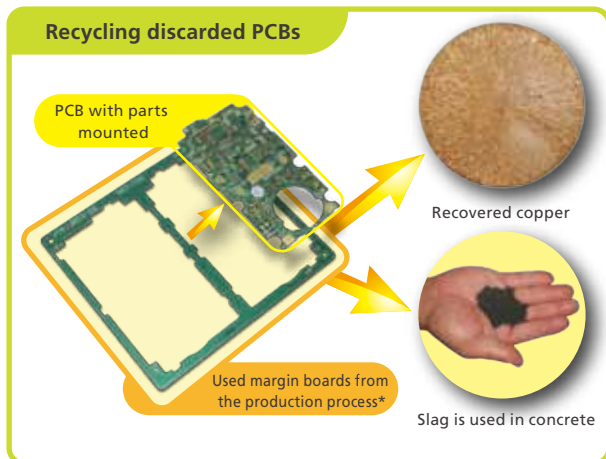 Recycling discarded PCBs
PCB with parts
mounted
Recovered copper
Used margin boards from
the production process*
Slag is used in concrete